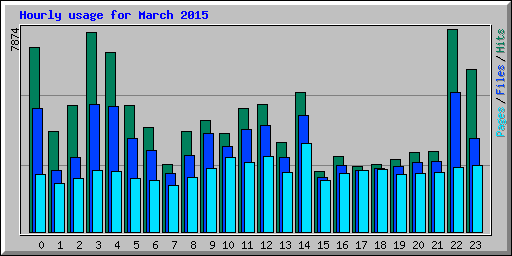 Hourly usage for March 2015
7874
Pages / Files / Hits
0 1 2 3 4 5 6 7 8 9 10 11 12 13 14 15 16 17 18 19 20 21 22 23